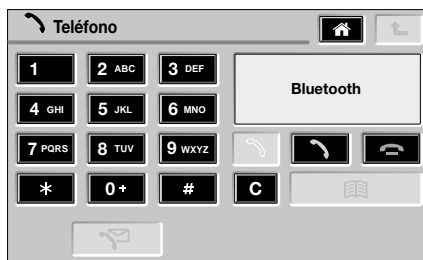 Teléfono
1 2 ABC 3 DEF
Bluetooth
4 GHI 5 JKL 6 MNO
7 PQRS 8 TUV 9 WXYZ
* 0+ # C